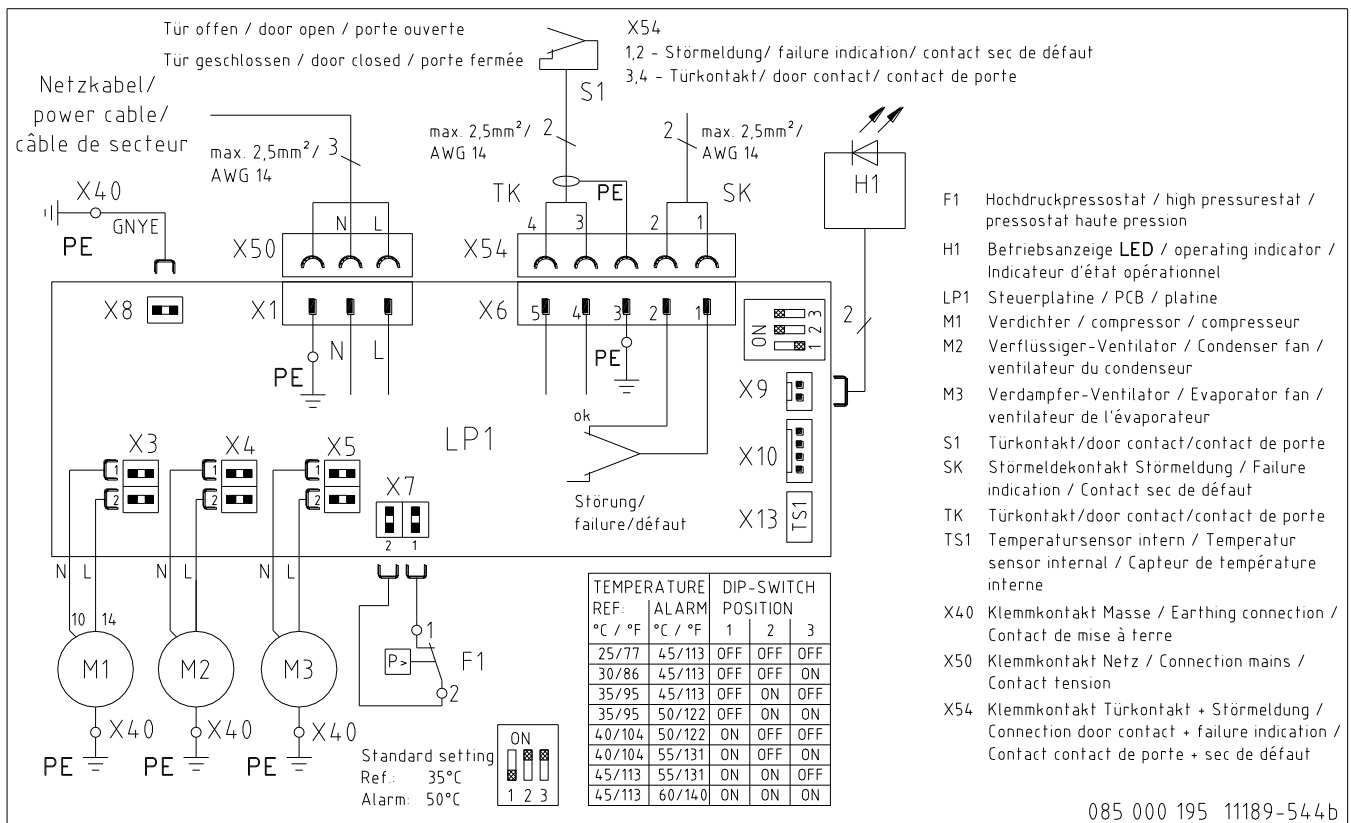 Tür offen / door open / porte ouverte
Tür geschlossen / door closed / porte fermée
S1
X54
1,2 - Störmeldung/ failure indication/ contact sec de défaut
3,4 - Türkontakt/ door contact/ contact de porte
Netzkabel/
power cable/
câble de secteur
max. 2,5mm²/ 3
AWG 14
max. 2,5mm²/ 2
AWG 14
2 max. 2,5mm²/
AWG 14
H1
X40
GNYE
PE
TK
PE
SK
N L
X50
4 3 2 1
X54
X8
X1
X6
5 4 3 2 1
ON
1 2 3
2
PE
N L
PE
X9
X10
X13
TS1
LP1
ok
Störung/
failure/défaut
X3
1
2
X4
1
2
X5
1
2
X7
2 1
N L
N L
N L
10 14
M1
M2
M3
X40
X40
X40
PE
PE
PE
1
P>
F1
2
Standard setting
Ref.: 35°C
Alarm: 50°C
ON
1 2 3
TEMPERATURE DIP-SWITCH
REF: ALARM POSITION
°C / °F °C / °F 1 2 3
25/77 45/113 OFF OFF OFF
30/86 45/113 OFF OFF ON
35/95 45/113 OFF ON OFF
35/95 50/122 OFF ON ON
40/104 50/122 ON OFF OFF
40/104 55/131 ON OFF ON
45/113 55/131 ON ON OFF
45/113 60/140 ON ON ON
F1 Hochdruckpressostat / high pressurestat /
pressostat haute pression
H1 Betriebsanzeige LED / operating indicator /
Indicateur d'état opérationnel
LP1 Steuerplatine / PCB / platine
M1 Verdichter / compressor / compresseur
M2 Verflüssiger-Ventilator / Condenser fan /
ventilateur du condenseur
M3 Verdampfer-Ventilator / Evaporator fan /
ventilateur de l'évaporateur
S1 Türkontakt/door contact/contact de porte
SK Störmeldekontakt Störmeldung / Failure
indication / Contact sec de défaut
TK Türkontakt/door contact/contact de porte
TS1 Temperatursensor intern / Temperatur
sensor internal / Capteur de température
interne
X40 Klemmkontakt Masse / Earthing connection /
Contact de mise à terre
X50 Klemmkontakt Netz / Connection mains /
Contact tension
X54 Klemmkontakt Türkontakt + Störmeldung /
Connection door contact + failure indication /
Contact contact de porte + sec de défaut
085 000 195 11189-544b